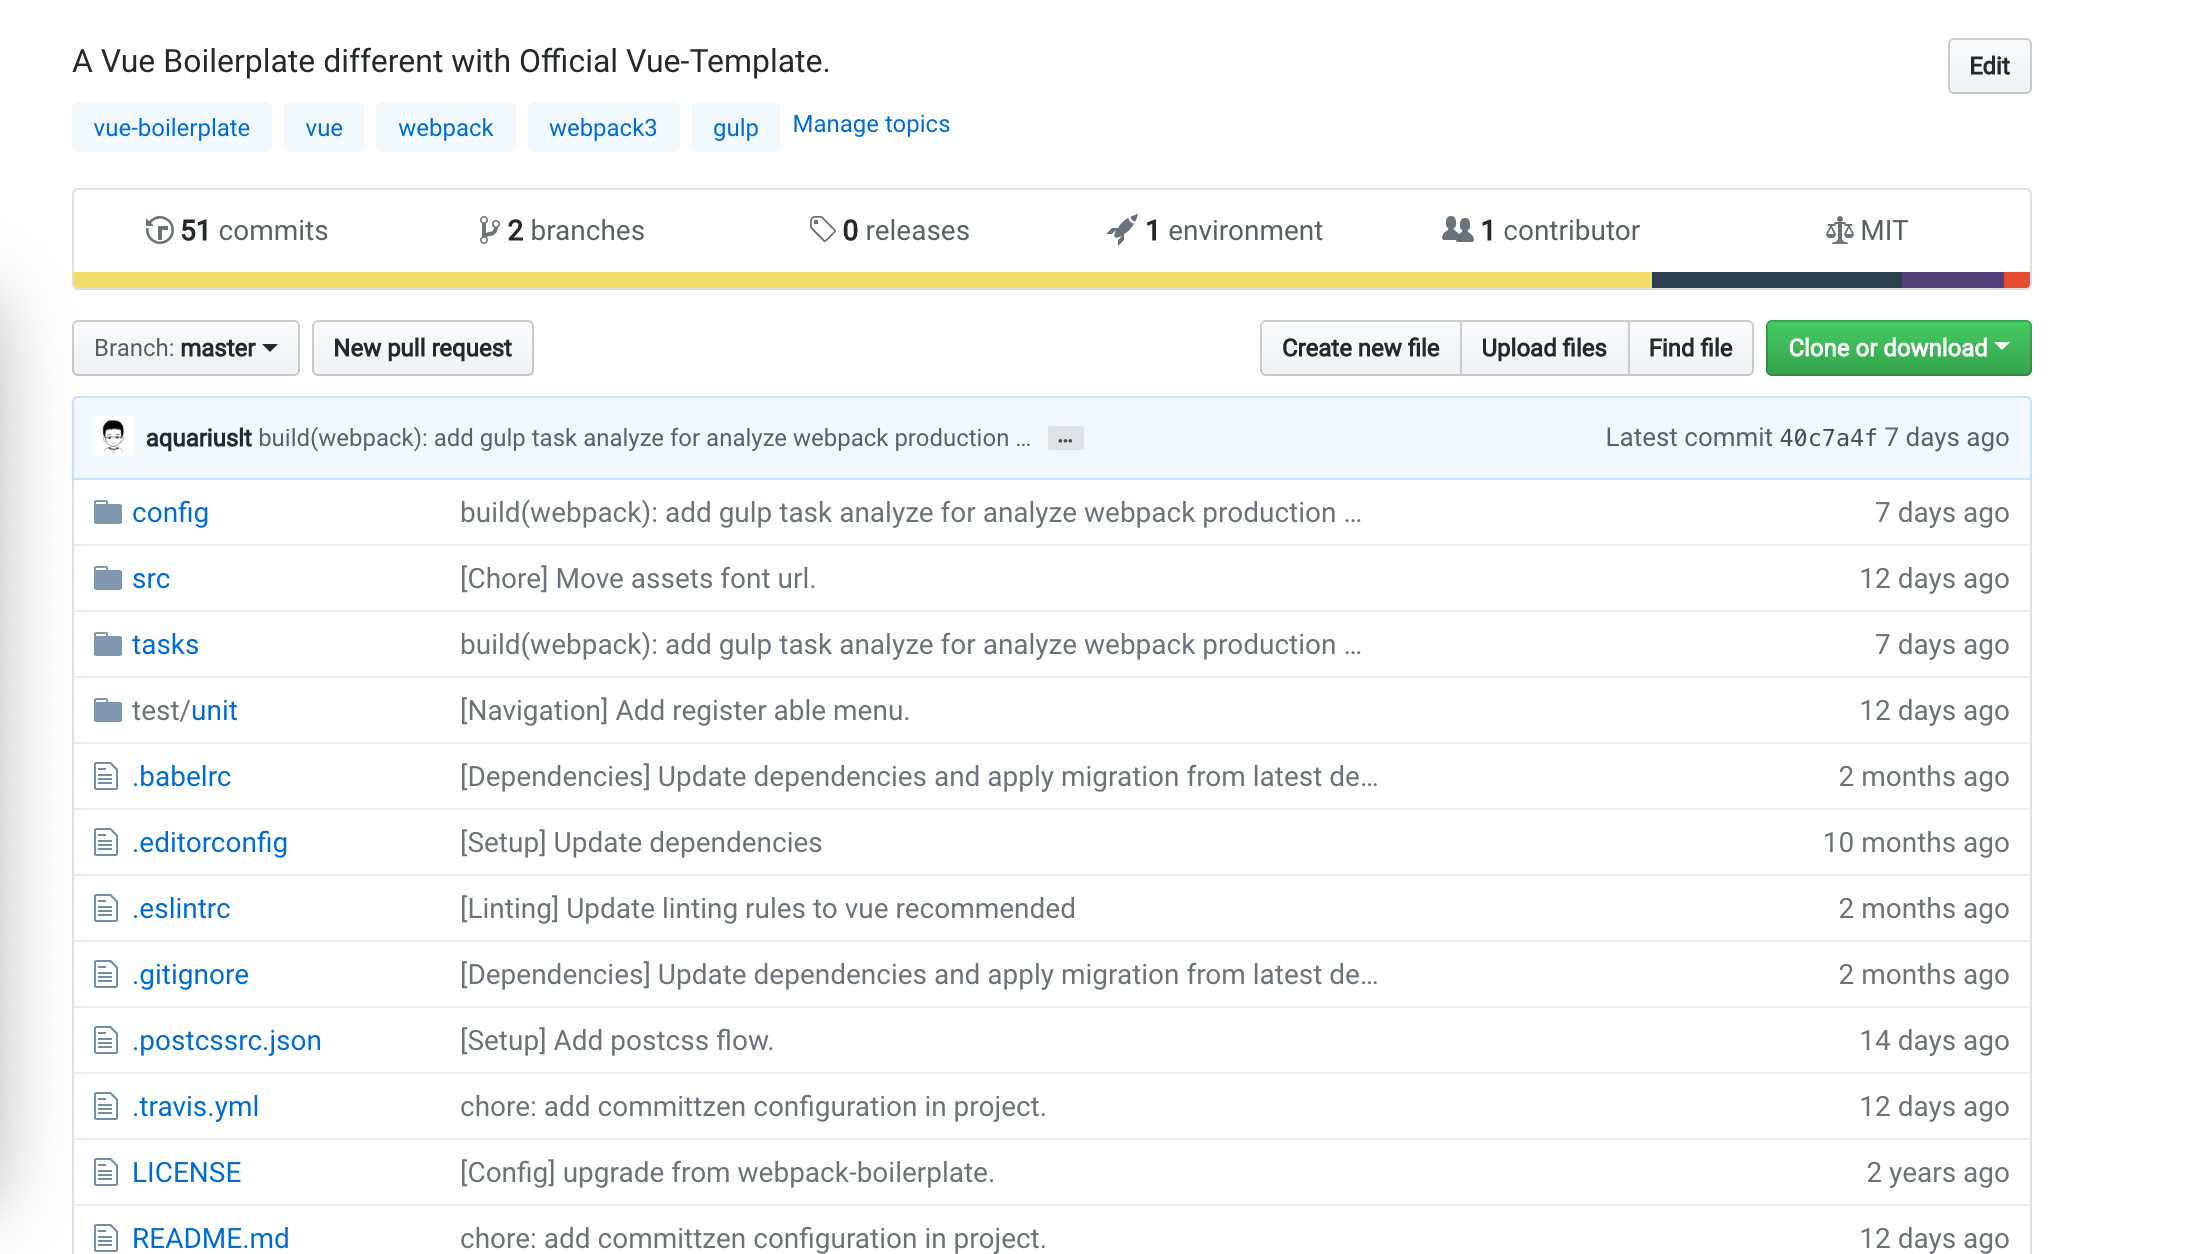 A Vue Boilerplate different with Official Vue-Template.
Edit
vue-boilerplate vue webpack webpack3 gulp Manage topics
51 commits 2 branches 0 releases 1 environment 1 contributor MIT
Branch: master New pull request Create new file Upload files Find file Clone or download
aquariuslt build(webpack): add gulp task analyze for analyze webpack production ... … Latest commit 40c7a4f 7 days ago
config build(webpack): add gulp task analyze for analyze webpack production ... 7 days ago
src [Chore] Move assets font url. 12 days ago
tasks build(webpack): add gulp task analyze for analyze webpack production ... 7 days ago
test/unit [Navigation] Add register able menu. 12 days ago
.babelrc [Dependencies] Update dependencies and apply migration from latest de... 2 months ago
.editorconfig [Setup] Update dependencies 10 months ago
.eslintrc [Linting] Update linting rules to vue recommended 2 months ago
.gitignore [Dependencies] Update dependencies and apply migration from latest de... 2 months ago
.postcssrc.json [Setup] Add postcss flow. 14 days ago
.travis.yml chore: add committzen configuration in project. 12 days ago
LICENSE [Config] upgrade from webpack-boilerplate. 2 years ago
README.md chore: add committzen configuration in project. 12 days ago